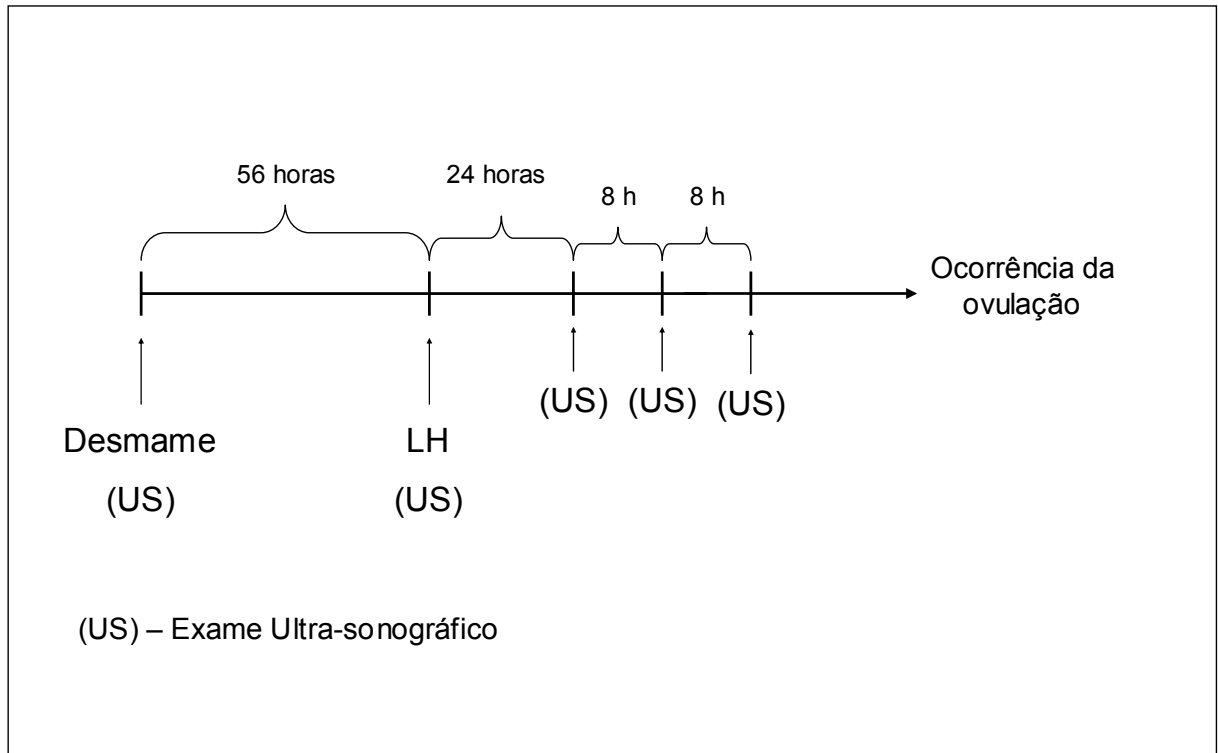 56 horas
24 horas
8 h
8 h
Ocorrência da
ovulação
(US)
(US)
(US)
Desmame
LH
(US)
(US)
(US) – Exame Ultra-sonográfico